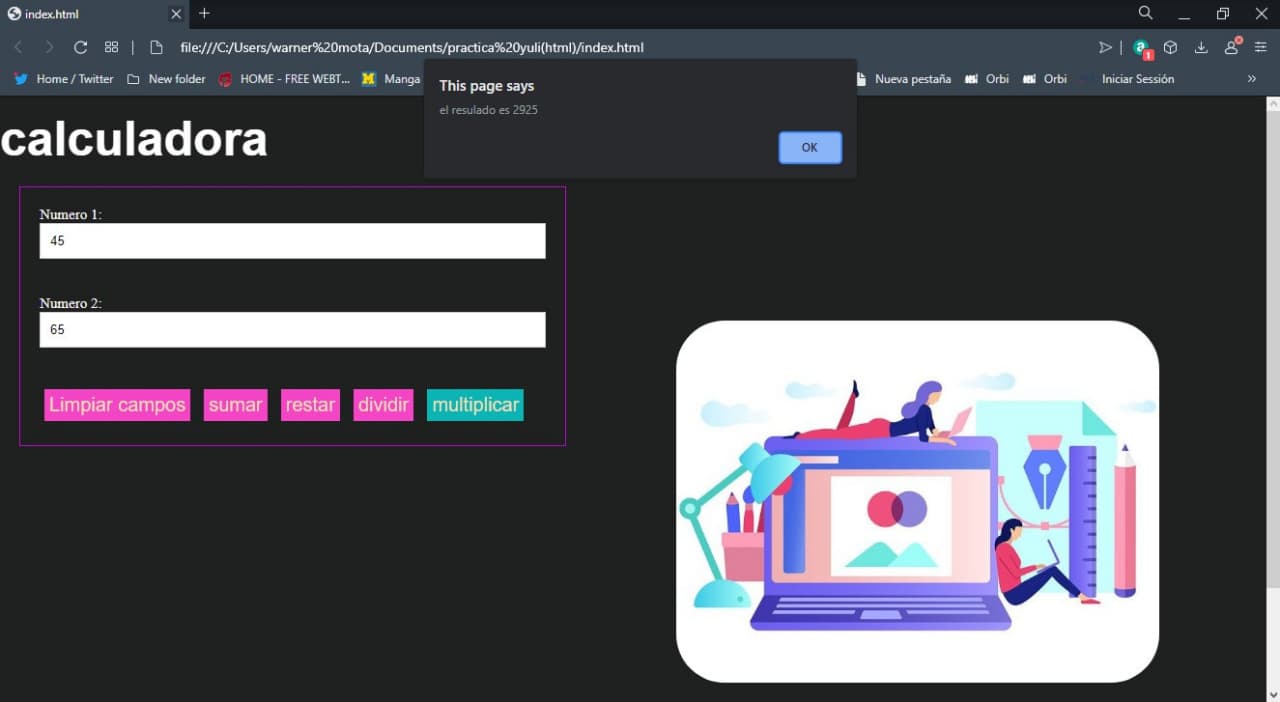 index.html
file:///C:/Users/warner%20mota/Documents/practica%20yuli(html)/index.html
1
Home / Twitter New folder HOME - FREE WEBT... Manga Nueva pestaña Orbi Orbi Iniciar Sesión
This page says
el resulado es 2925
OK
calculadora
Numero 1:
45
Numero 2:
65
Limpiar campos sumar restar dividir multiplicar